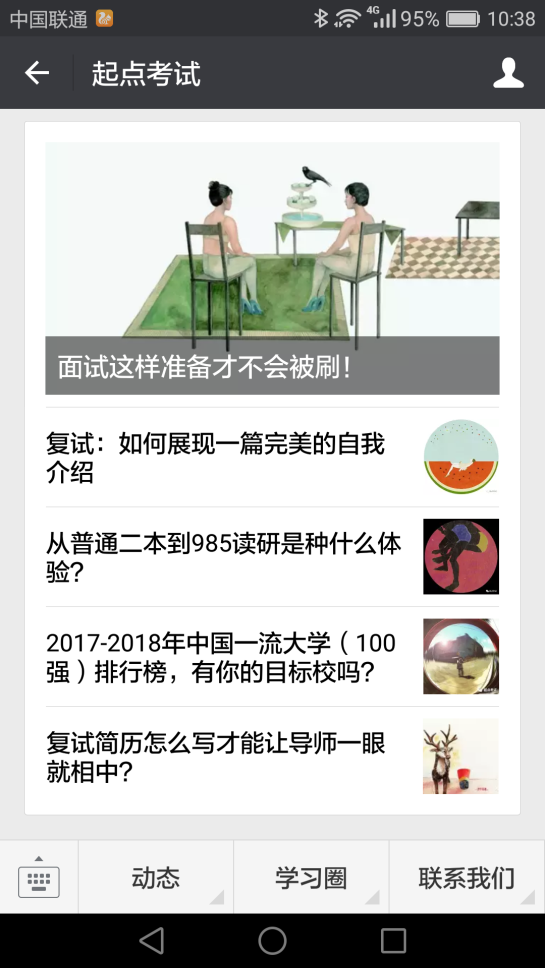 中国联通 4G 95% 10:38
起点考试
面试这样准备才不会被刷！
复试：如何展现一篇完美的自我
介绍
从普通二本到985读研是种什么体
验？
2017-2018年中国一流大学（100
强）排行榜，有你的目标校吗？
复试简历怎么写才能让导师一眼
就相中？
动态 学习圈 联系我们